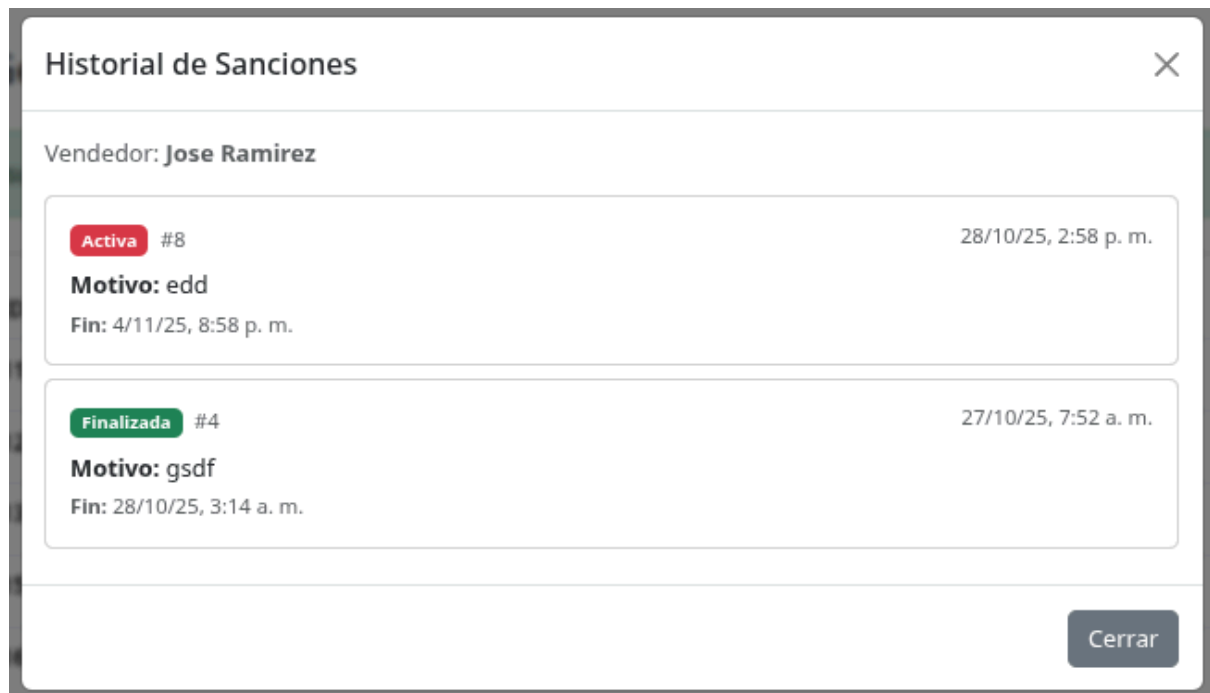 Historial de Sanciones
Vendedor: Jose Ramirez
Activa #8 28/10/25, 2:58 p. m.
Motivo: edd
Fin: 4/11/25, 8:58 p. m.
Finalizada #4 27/10/25, 7:52 a. m.
Motivo: gsdf
Fin: 28/10/25, 3:14 a. m.
Cerrar